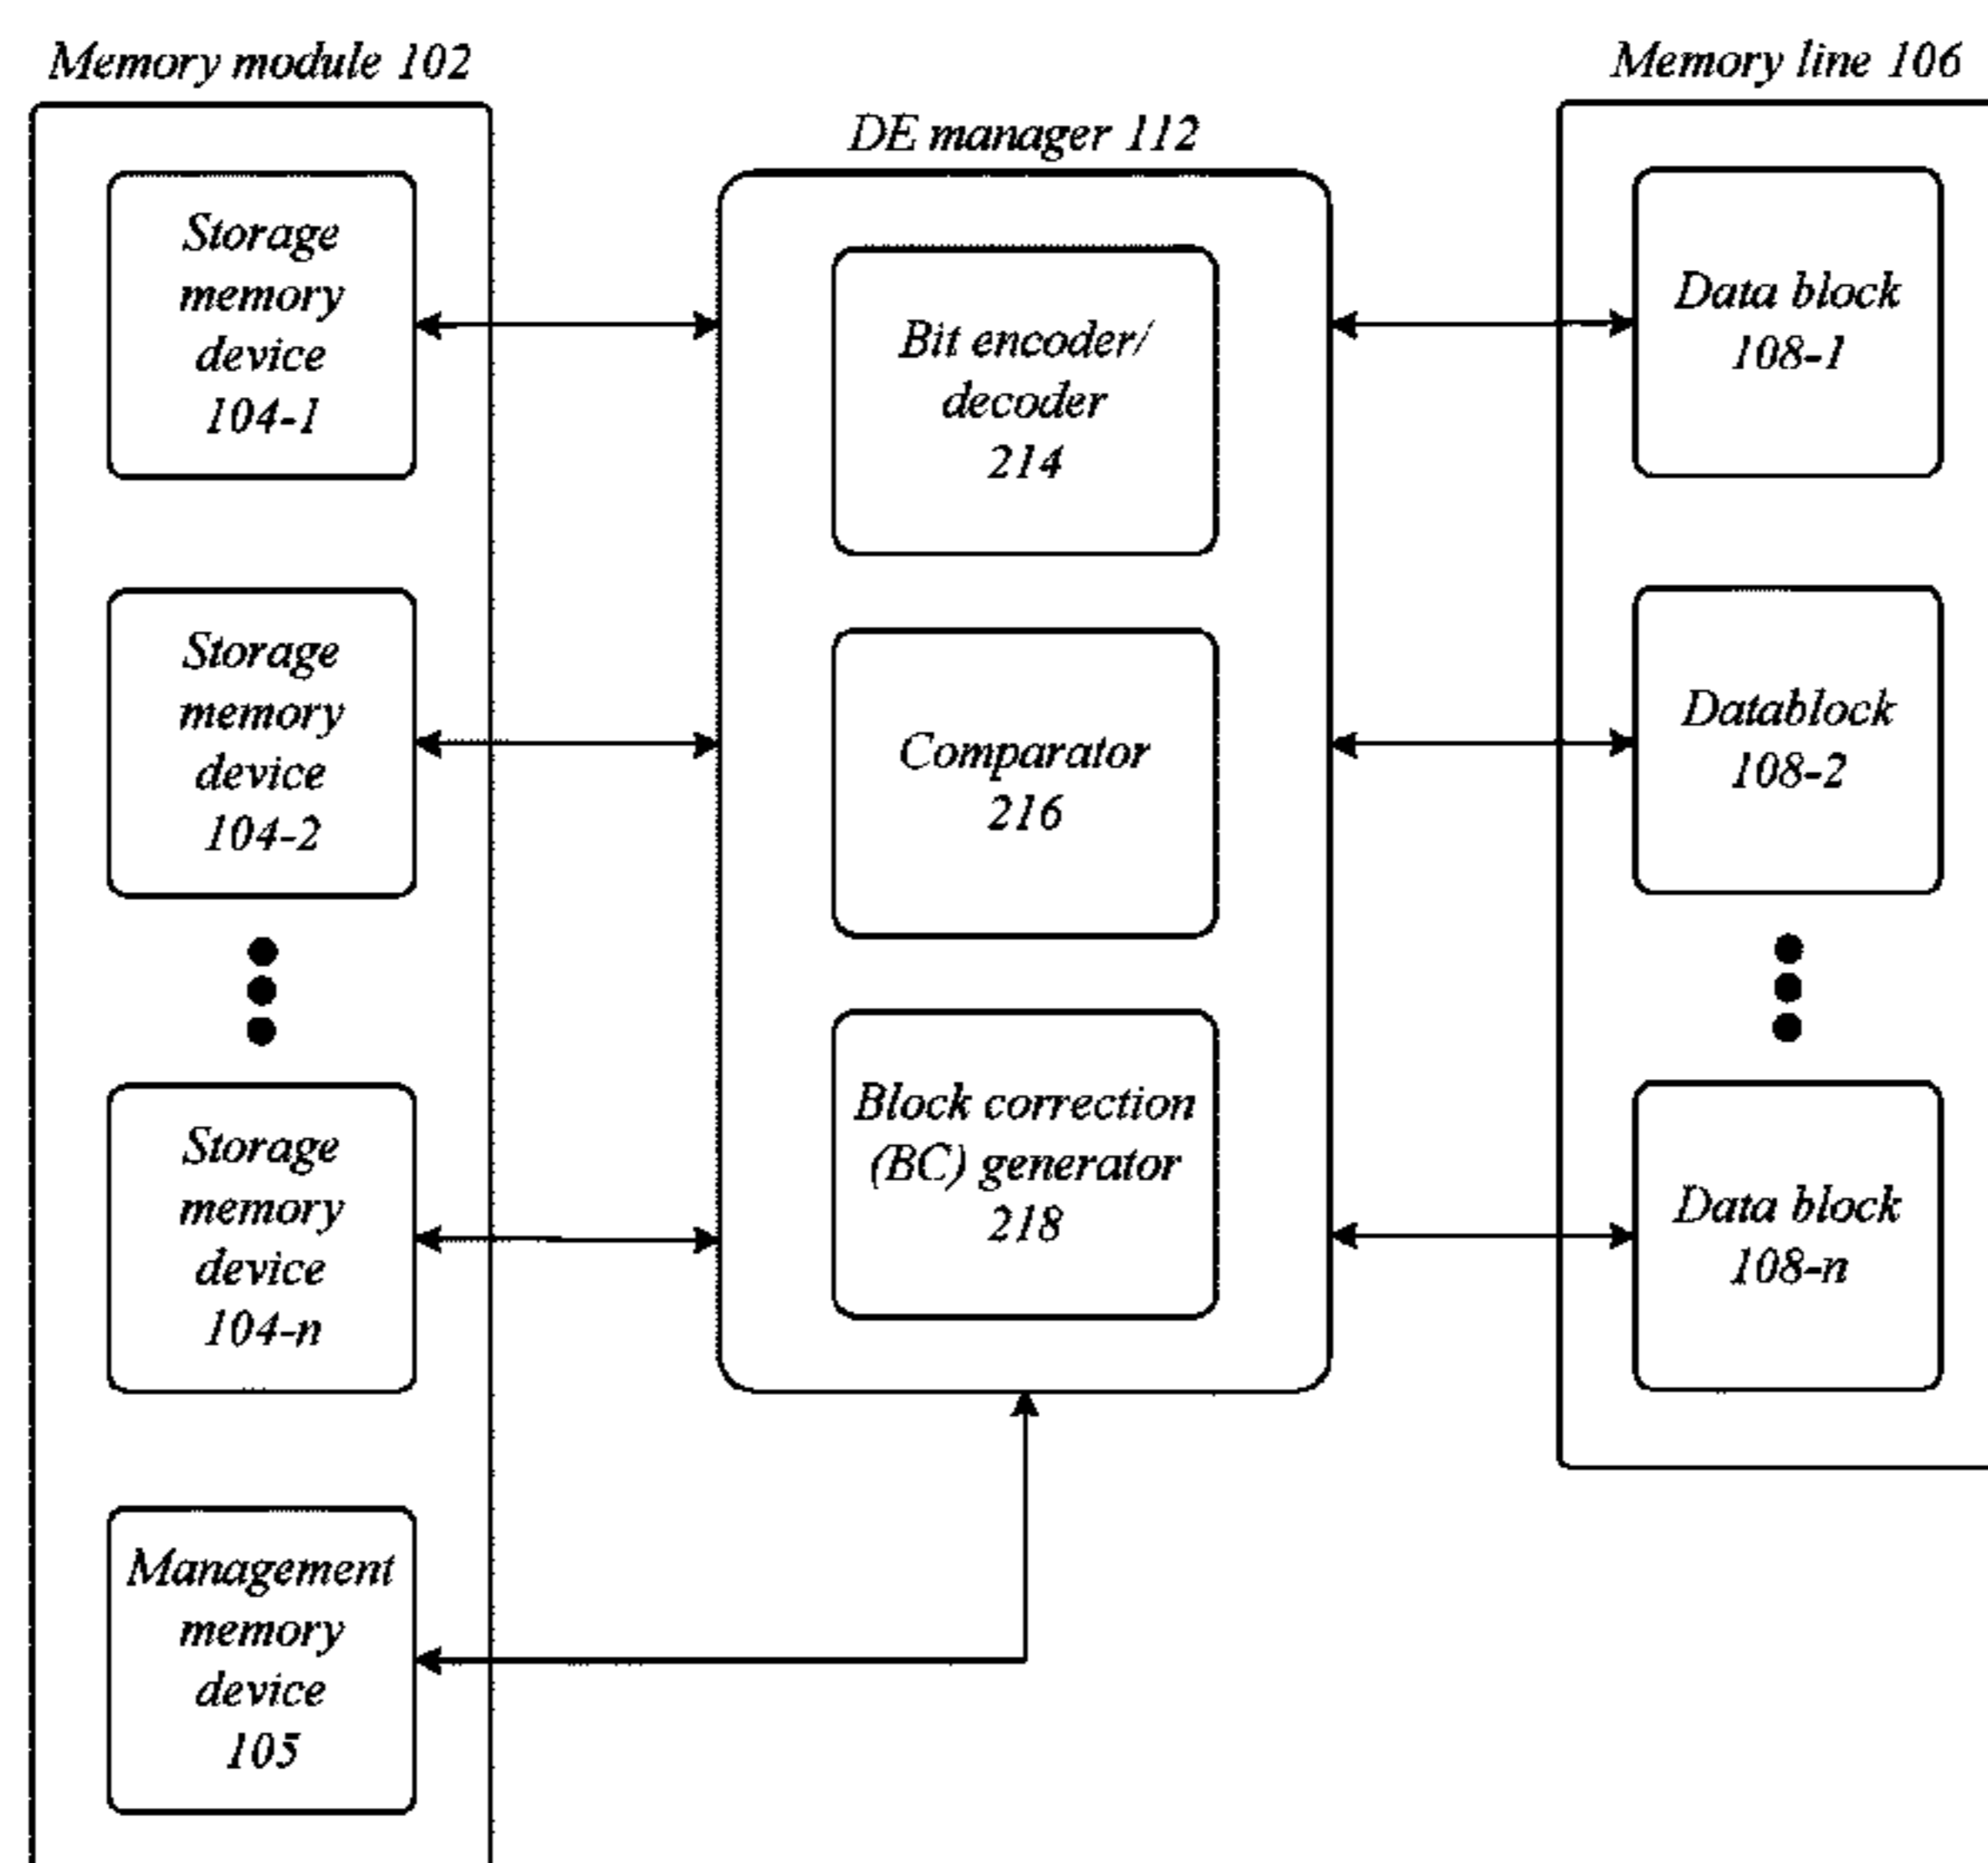 Memory module 102
Storage
memory
device
104-1
Storage
memory
device
104-2
Storage
memory
device
104-n
Management
memory
device
105
DE manager 112
Bit encoder/
decoder
214
Comparator
216
Block correction
(BC) generator
218
Memory line 106
Data block
108-1
Datablock
108-2
Data block
108-n